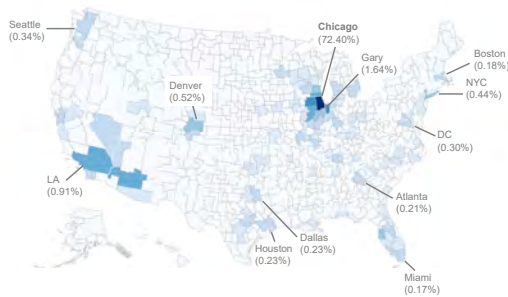 Seattle
(0.34%)
Chicago
(72.40%)
Gary
(1.64%)
Boston
(0.18%)
NYC
(0.44%)
Denver
(0.52%)
DC
(0.30%)
LA
(0.91%)
Atlanta
(0.21%)
Dallas
(0.23%)
Houston
(0.23%)
Miami
(0.17%)